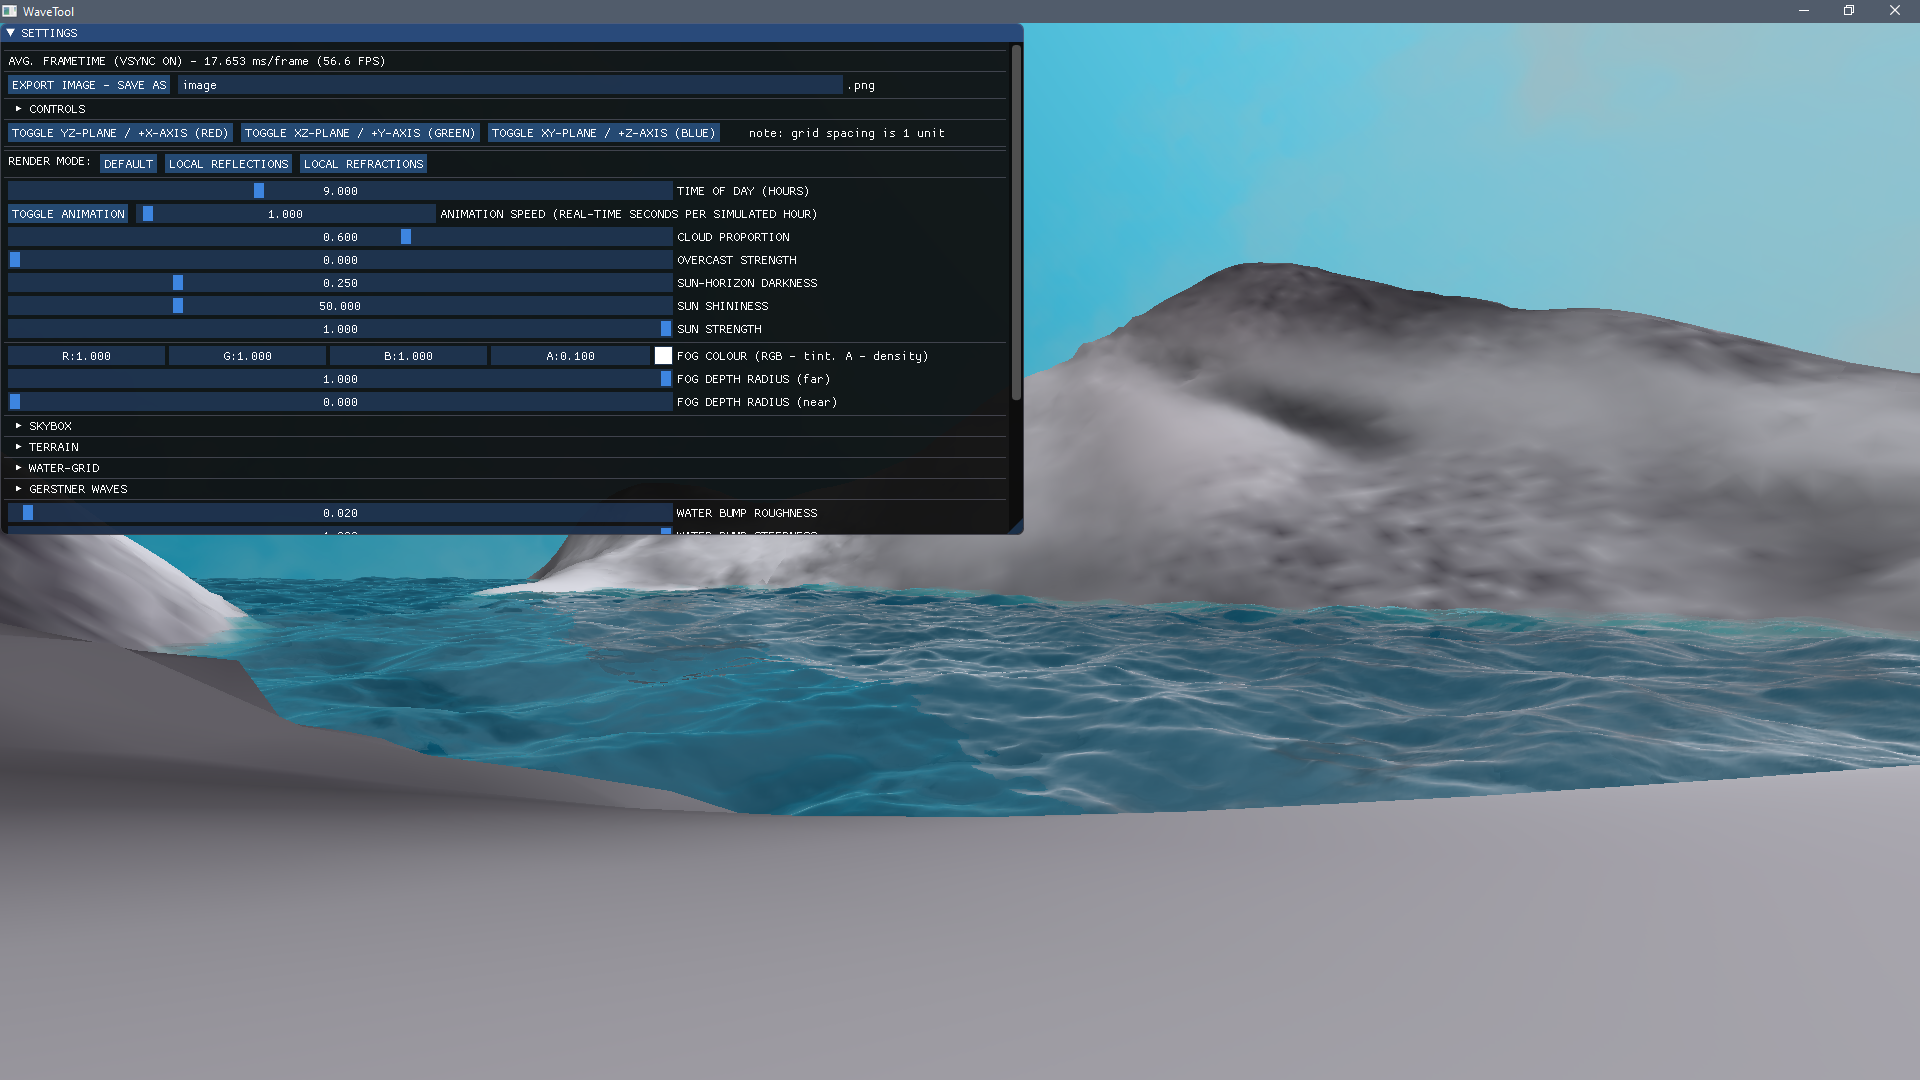 WaveTool
SETTINGS
AVG. FRAMETIME (VSYNC ON) - 17.653 ms/frame (56.6 FPS)
EXPORT IMAGE - SAVE AS image .png
CONTROLS
TOGGLE YZ-PLANE / +X-AXIS (RED) TOGGLE XZ-PLANE / +Y-AXIS (GREEN) TOGGLE XY-PLANE / +Z-AXIS (BLUE) note: grid spacing is 1 unit
RENDER MODE: DEFAULT LOCAL REFLECTIONS LOCAL REFRACTIONS
9.000 TIME OF DAY (HOURS)
TOGGLE ANIMATION 1.000 ANIMATION SPEED (REAL-TIME SECONDS PER SIMULATED HOUR)
0.600 CLOUD PROPORTION
0.000 OVERCAST STRENGTH
0.250 SUN-HORIZON DARKNESS
50.000 SUN SHININESS
1.000 SUN STRENGTH
R:1.000 G:1.000 B:1.000 A:0.100 FOG COLOUR (RGB - tint. A - density)
1.000 FOG DEPTH RADIUS (far)
0.000 FOG DEPTH RADIUS (near)
SKYBOX
TERRAIN
WATER-GRID
GERSTNER WAVES
0.020 WATER BUMP ROUGHNESS